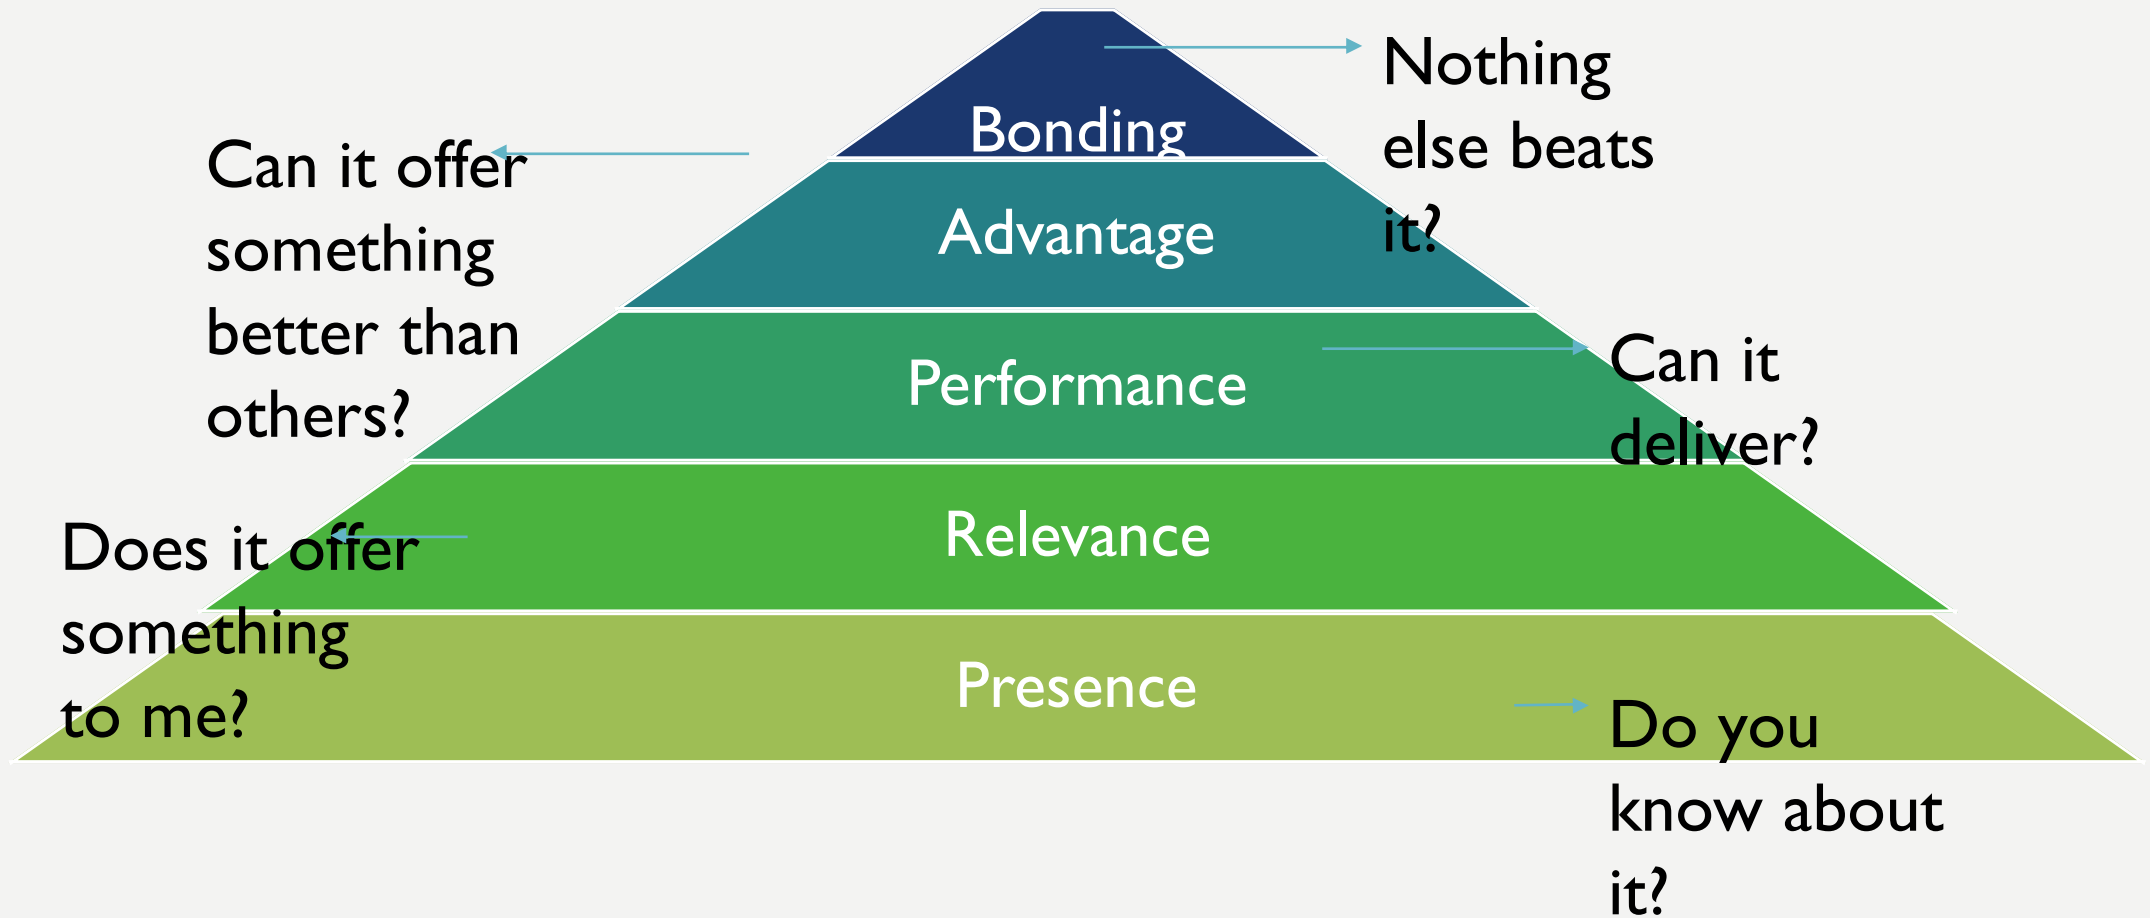 Nothing
else beats
it?
Bonding
Can it offer
something
better than
others?
Advantage
Performance
Can it
deliver?
Relevance
Does it offer
something
to me?
Presence
Do you
know about
it?